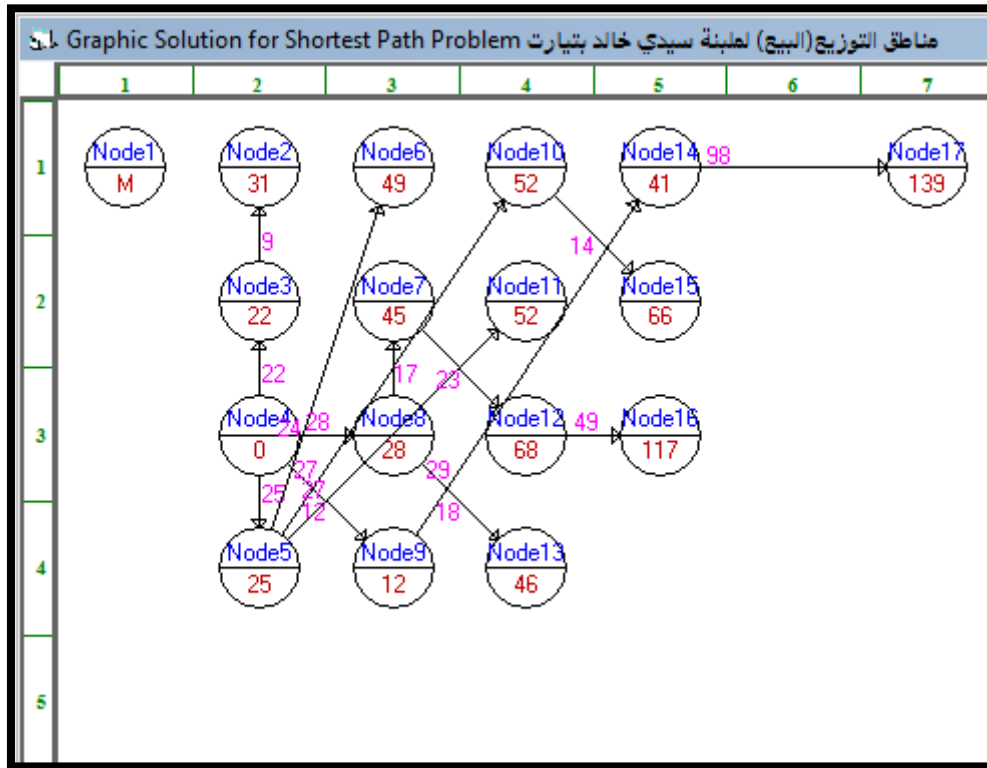 Graphic Solution for Shortest Path Problem مناطق التوزيع(البيع) لملبنة سيدي خالد بتيارت
1 2 3 4 5 6 7
1 2 3 4 5
Node1 M
Node2 31
Node6 49
Node10 52
Node14 41
98
Node17 139
9
14
Node3 22
Node7 45
Node11 52
Node15 66
22
17
23
Node4 0
24
28
Node8 28
Node12 68
49
Node16 117
25
27
27
12
29
18
Node5 25
Node9 12
Node13 46